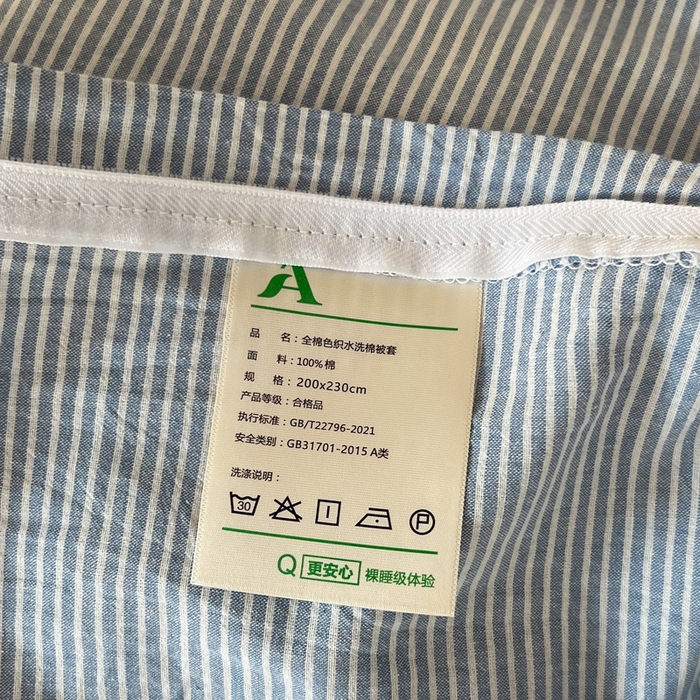 A
品 名：全棉色织水洗棉被套
面 料：100%棉
规 格：200x230cm
产品等级：合格品
执行标准：GB/T22796-2021
安全类别：GB31701-2015 A类
洗涤说明：
30 P
Q 更安心 裸睡级体验